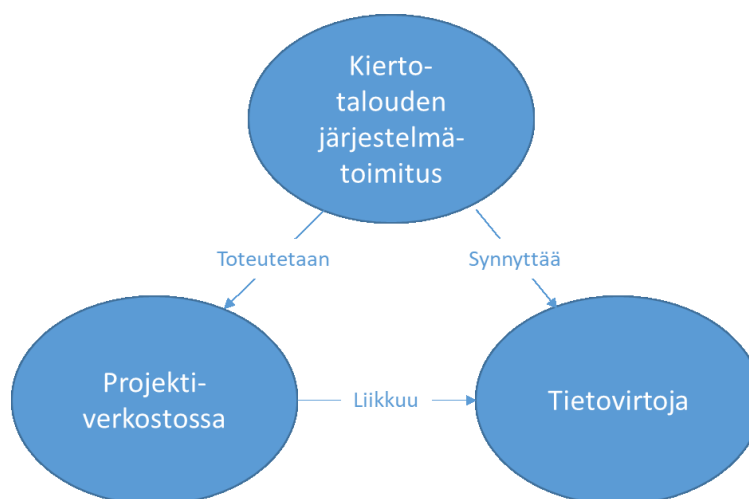 Kierto-
talouden
järjestelmä-
toimitus
Toteutetaan
Synnyttää
Projekti-
verkostossa
Liikkuu
Tietovirtoja